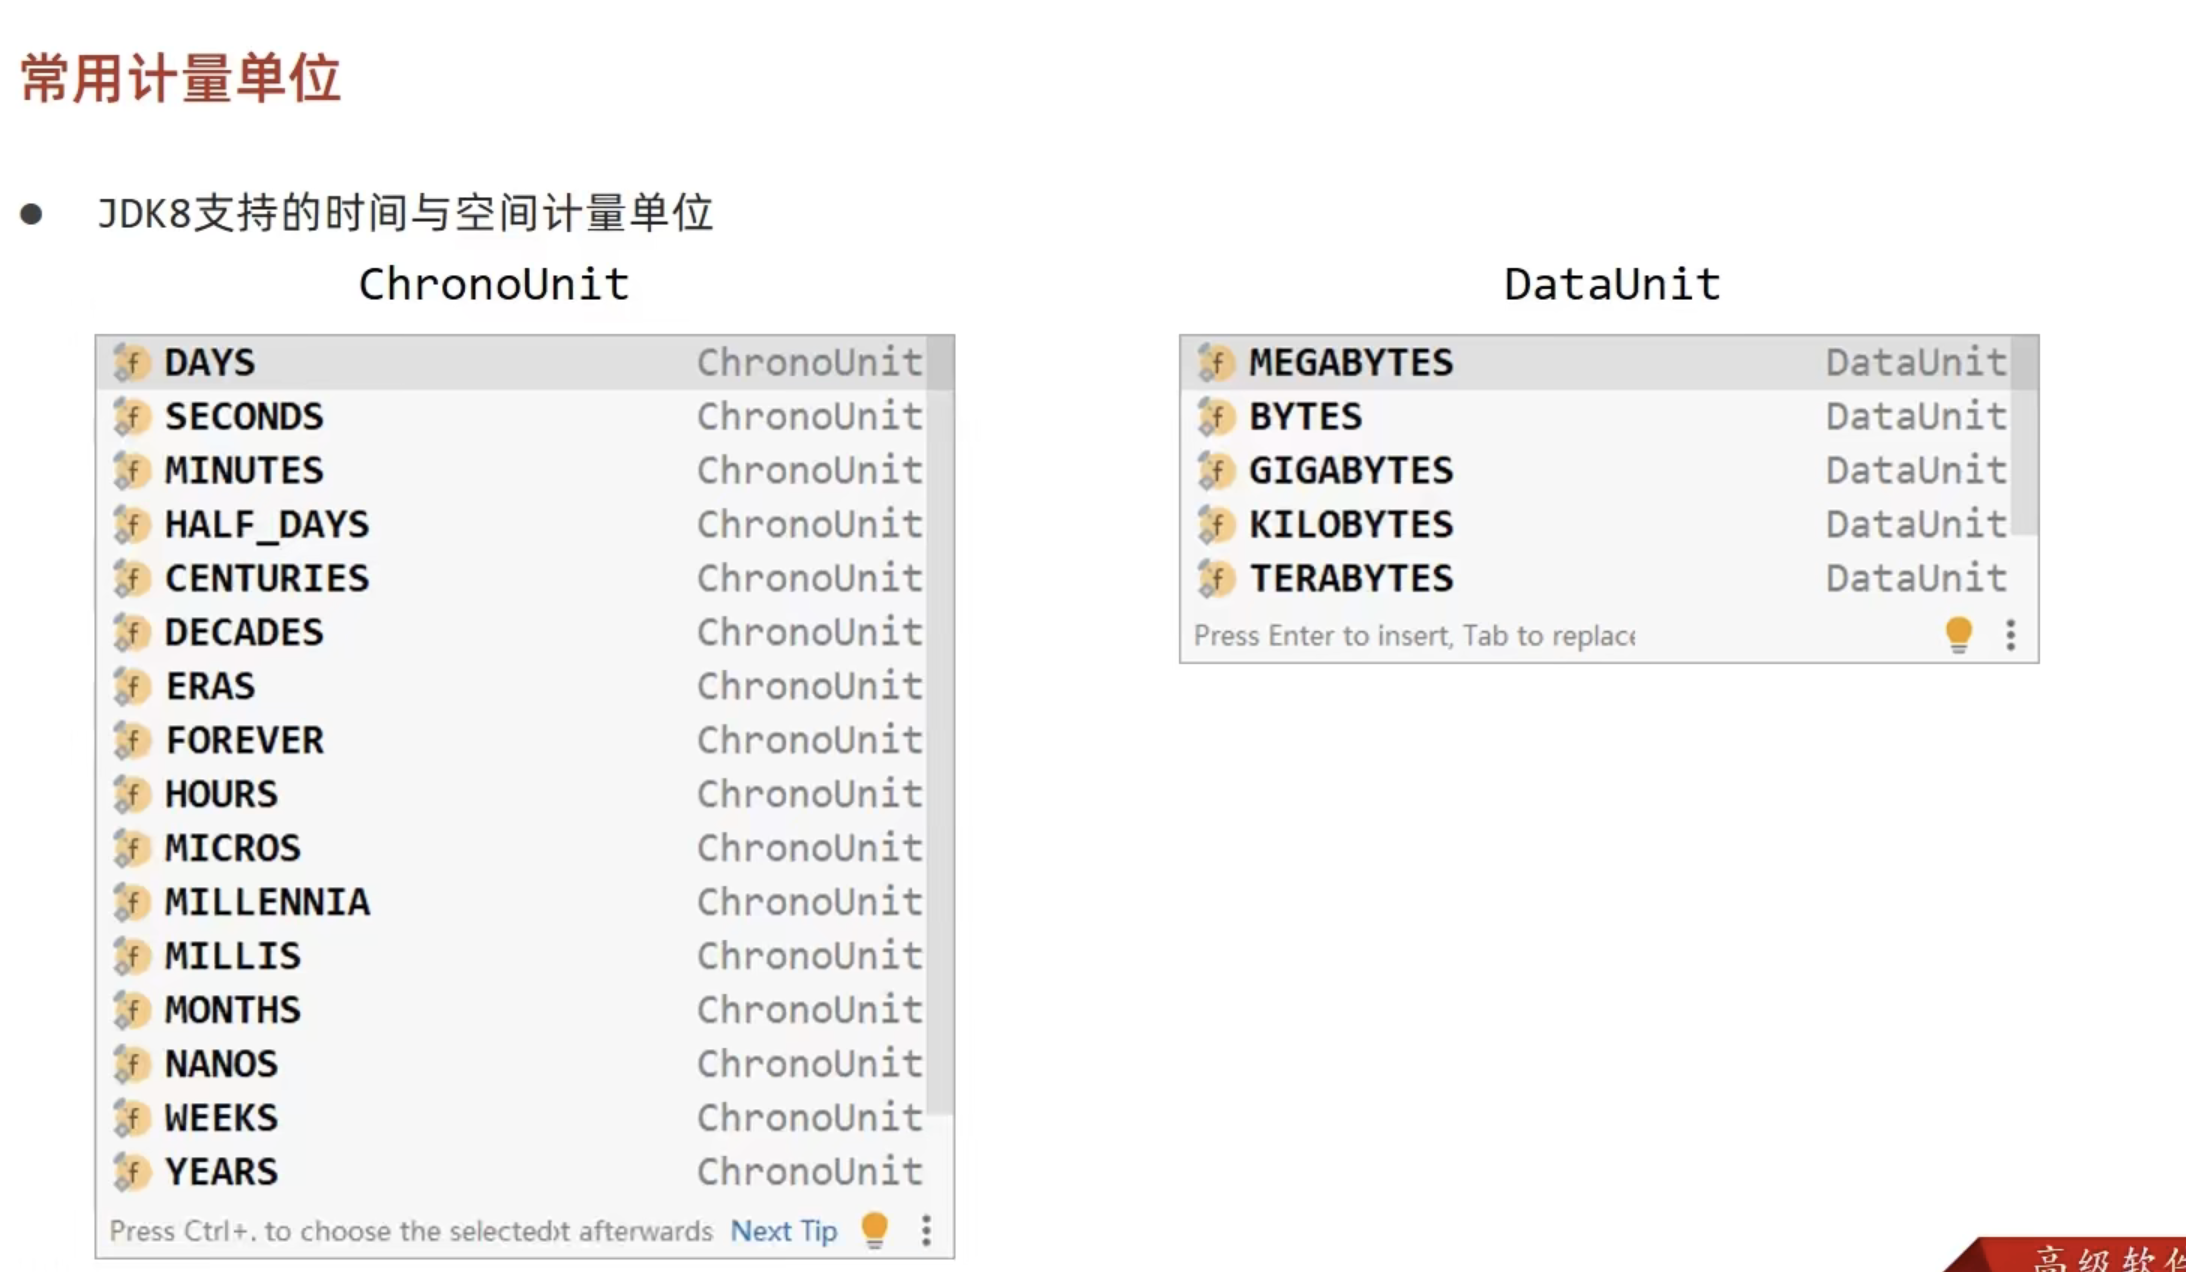 常用计量单位
● JDK8支持的时间与空间计量单位
ChronoUnit
DAYS ChronoUnit
SECONDS ChronoUnit
MINUTES ChronoUnit
HALF_DAYS ChronoUnit
CENTURIES ChronoUnit
DECADES ChronoUnit
ERAS ChronoUnit
FOREVER ChronoUnit
HOURS ChronoUnit
MICROS ChronoUnit
MILLENNIA ChronoUnit
MILLIS ChronoUnit
MONTHS ChronoUnit
NANOS ChronoUnit
WEEKS ChronoUnit
YEARS ChronoUnit
Press Ctrl+. to choose the selected afterwards Next Tip
DataUnit
MEGABYTES DataUnit
BYTES DataUnit
GIGABYTES DataUnit
KILOBYTES DataUnit
TERABYTES DataUnit
Press Enter to insert, Tab to replace
高级软件